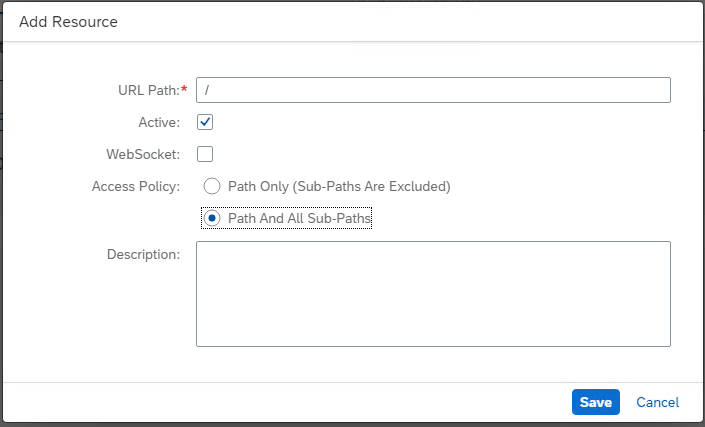 Add Resource
URL Path:* /
Active:
WebSocket:
Access Policy: Path Only (Sub-Paths Are Excluded)
Path And All Sub-Paths
Description:
Save Cancel